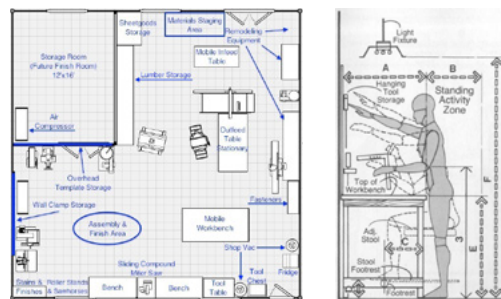 Sheetgoods
Storage
Materials Staging
Area
Remodeling
Equipment
Storage Room
(Future Finish Room)
12'x16'
Mobile Infeed
Table
Lumber Storage
Air
Compressor
Outfeed
Table
Stationary
Overhead
Template Storage
Wall Clamp Storage
Fasteners
Assembly &
Finish Area
Mobile
Workbench
Shop Vac
Sliding Compound
Miter Saw
Fridge
Stains &
Finishes
Roller Stands
Bench
Bench
Tool
Table
Tool
Chest
Light
Fixture
A
B
Hanging
Tool
Storage
Standing
Activity
Zone
F
Top of
Workbench
Adj.
Stool
C
3
E
Stool
Footrest
Footrest